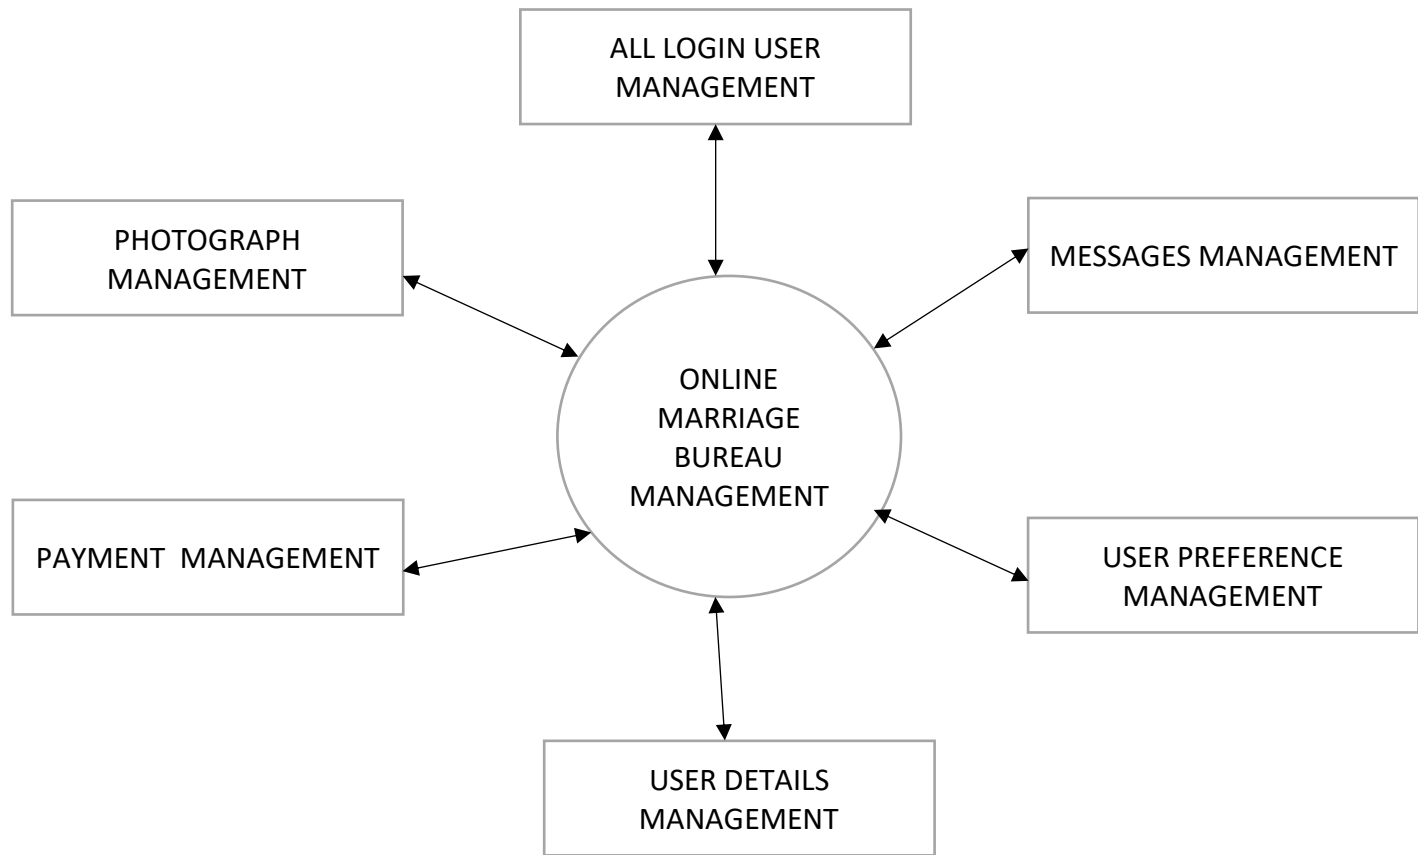 ALL LOGIN USER
MANAGEMENT
PHOTOGRAPH
MANAGEMENT
MESSAGES MANAGEMENT
ONLINE
MARRIAGE
BUREAU
MANAGEMENT
PAYMENT  MANAGEMENT
USER PREFERENCE
MANAGEMENT
USER DETAILS
MANAGEMENT